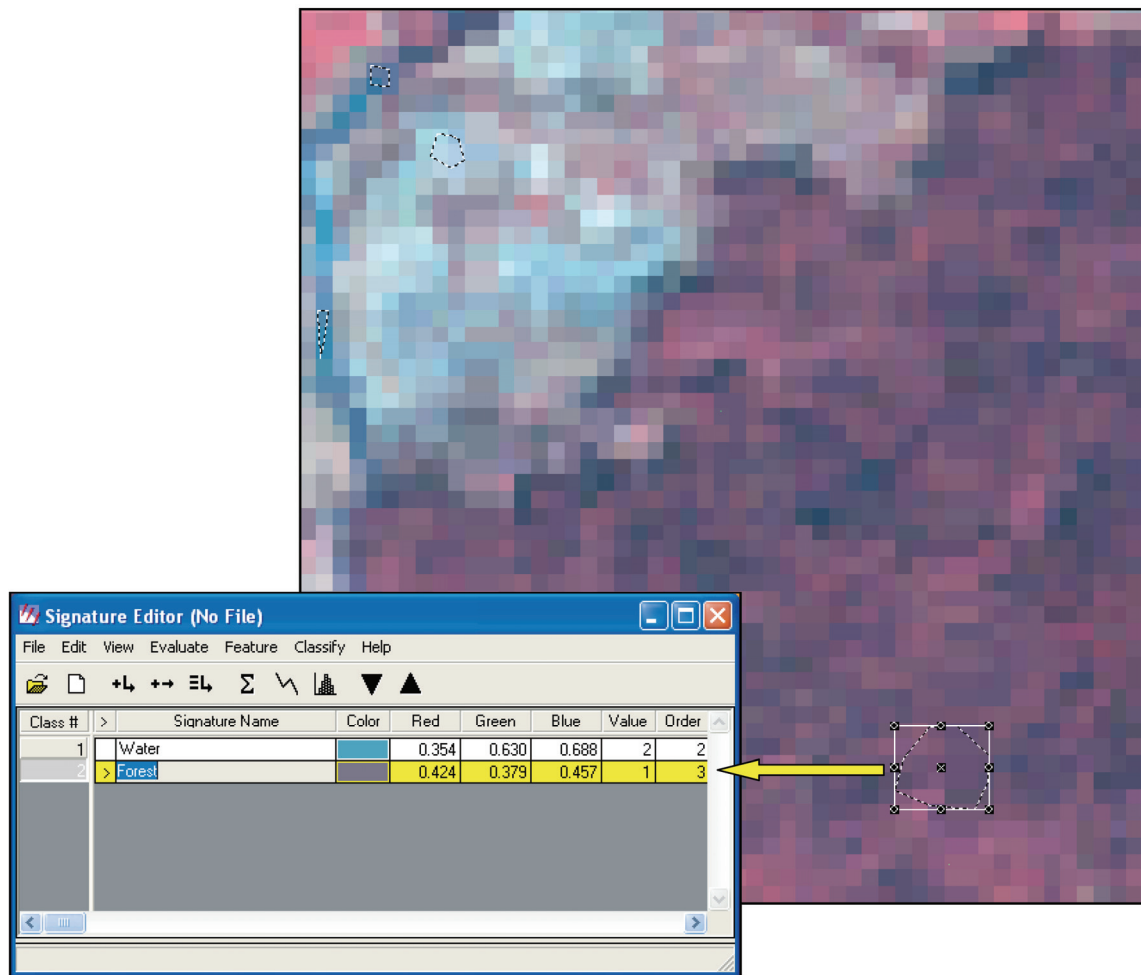 Signature Editor (No File)
File Edit View Evaluate Feature Classify Help
Class # > Signature Name Color Red Green Blue Value Order
1 Water 0.354 0.630 0.688 2 2
2 > Forest 0.424 0.379 0.457 1 3